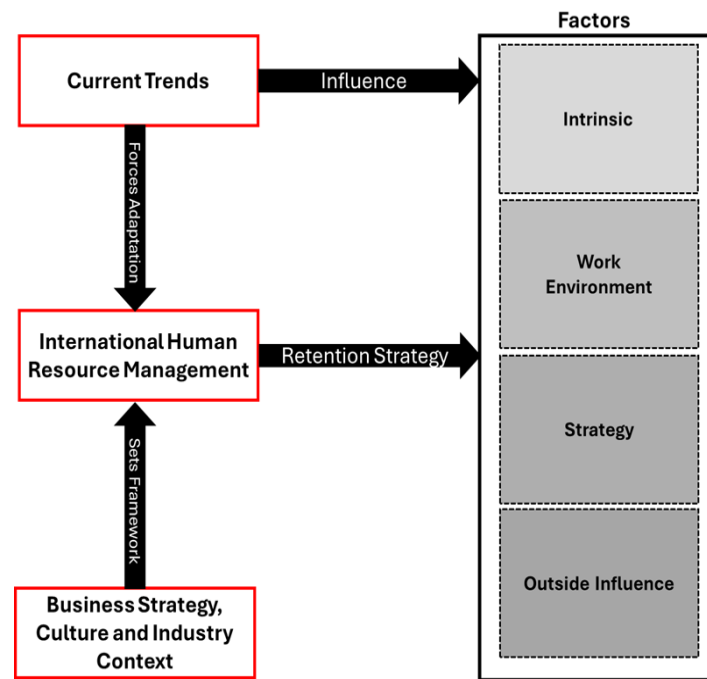 Factors
Current Trends
Influence
Intrinsic
Forces Adaptation
Work
Environment
International Human
Resource Management
Retention Strategy
Strategy
Sets Framework
Outside Influence
Business Strategy,
Culture and Industry
Context